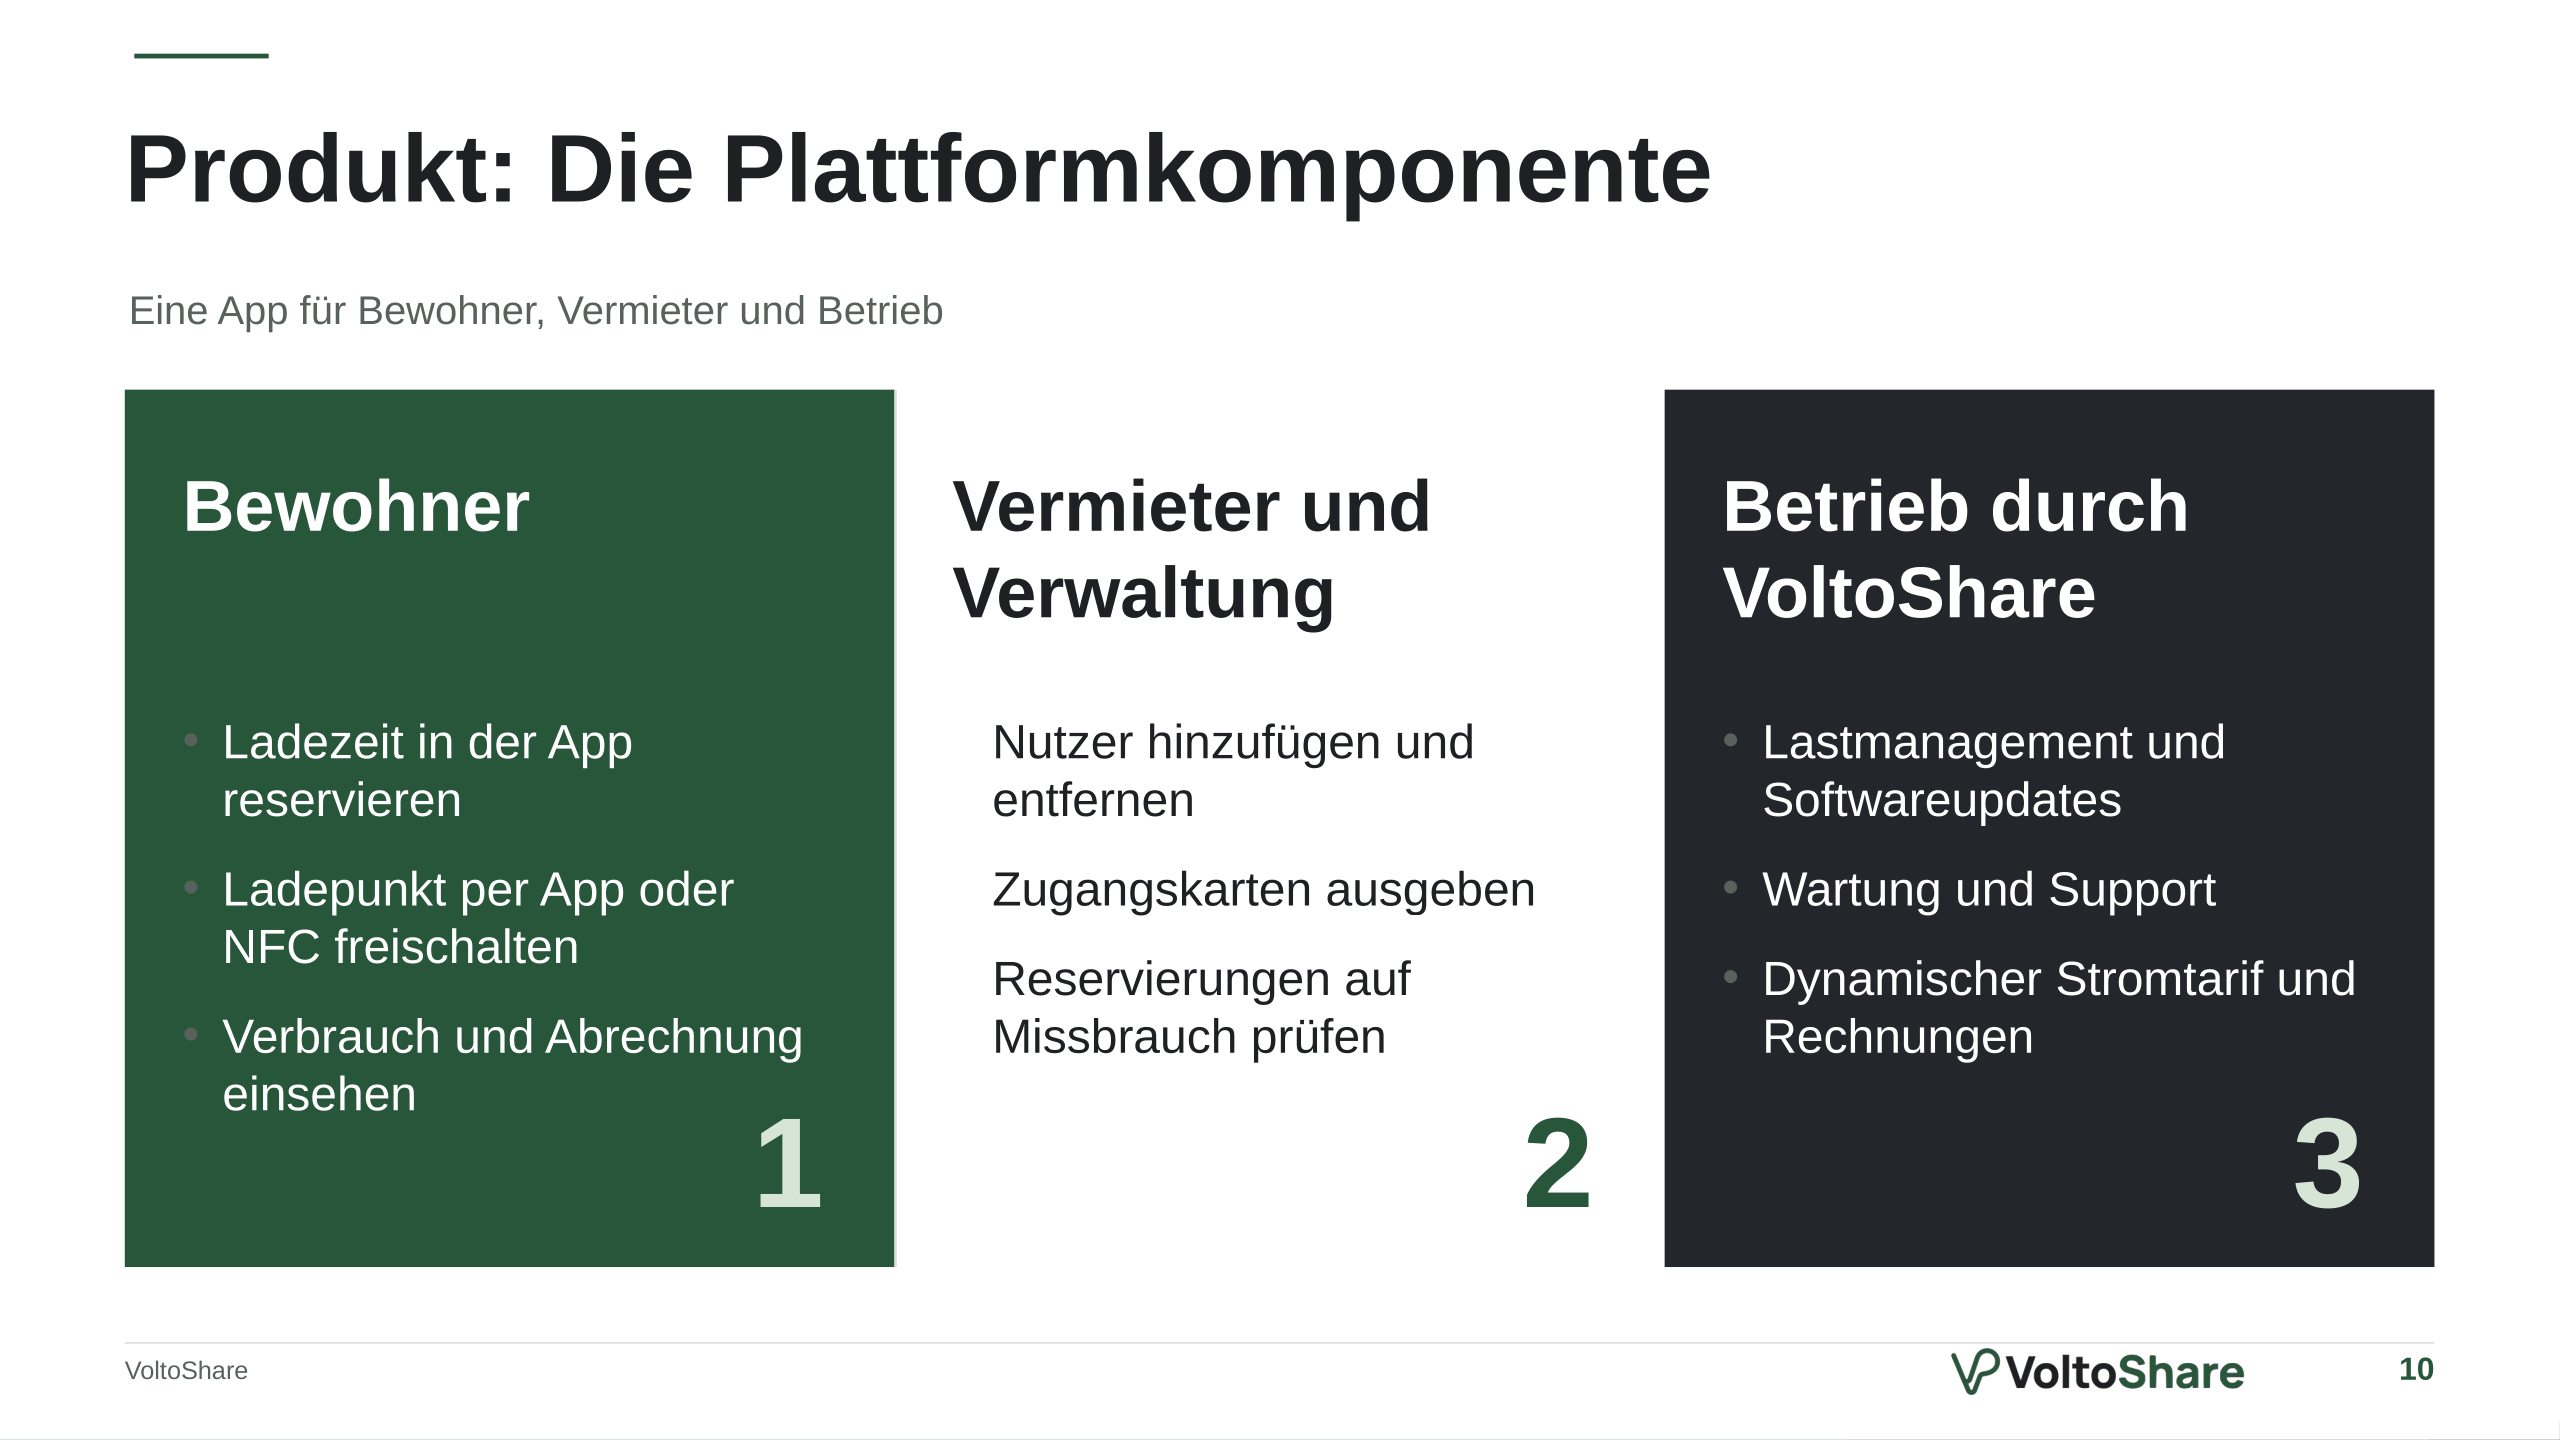 Produkt: Die Plattformkomponente
Eine App für Bewohner, Vermieter und Betrieb
Bewohner
• Ladezeit in der App
reservieren
• Ladepunkt per App oder
NFC freischalten
• Verbrauch und Abrechnung
einsehen
1
Vermieter und
Verwaltung
Nutzer hinzufügen und
entfernen
Zugangskarten ausgeben
Reservierungen auf
Missbrauch prüfen
2
Betrieb durch
VoltoShare
• Lastmanagement und
Softwareupdates
• Wartung und Support
• Dynamischer Stromtarif und
Rechnungen
3
VoltoShare
VoltoShare
10